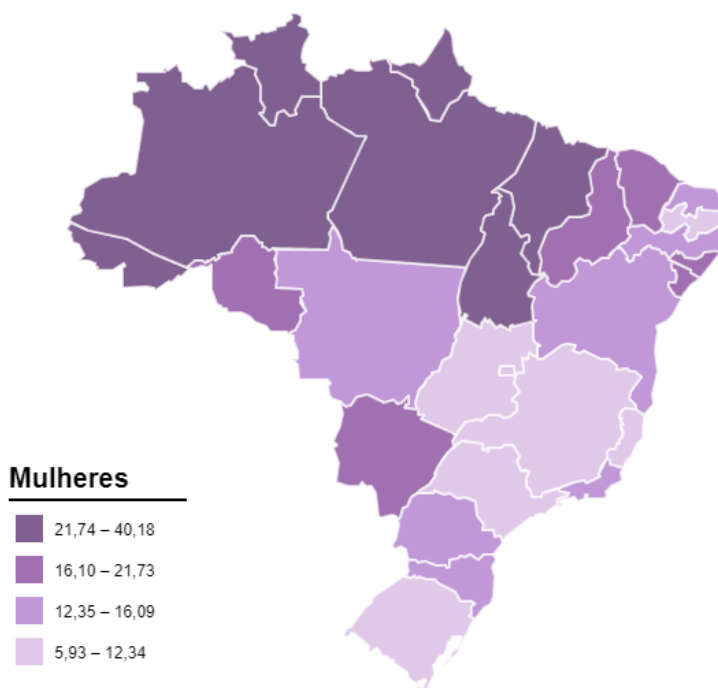 Mulheres
21,74 – 40,18
16,10 – 21,73
12,35 – 16,09
5,93 – 12,34